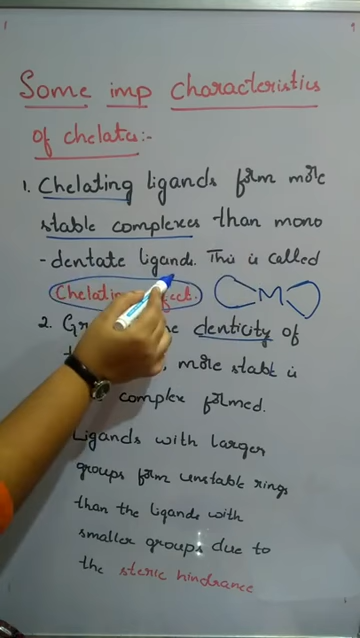 Some imp characteristics
of chelates:-
1. Chelating ligands form more
stable complexes than mono
-dentate ligands. This is called
2. denticity of
more stable is
complex formed.
Ligands with larger
groups form unstable rings
than the ligands with
smaller groups due to
the steric hindrance
M